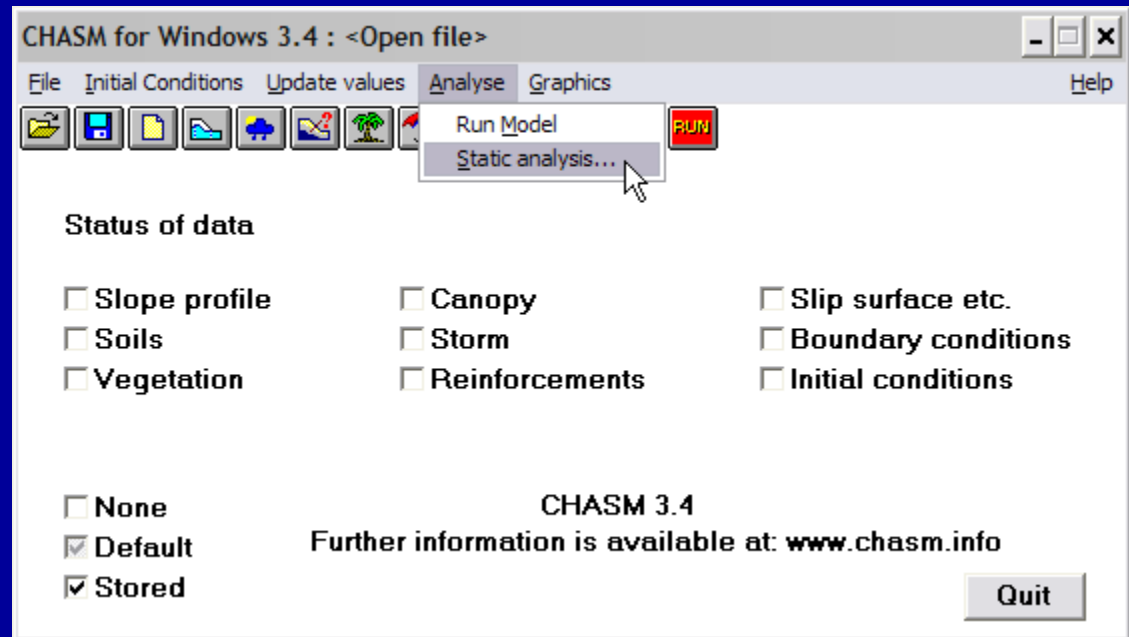 CHASM for Windows 3.4 : <Open file>
File Initial Conditions Update values Analyse Graphics Help
Run Model
RUN
Static analysis...
Status of data
Slope profile Canopy Slip surface etc.
Soils Storm Boundary conditions
Vegetation Reinforcements Initial conditions
None CHASM 3.4
Default Further information is available at: www.chasm.info
Stored Quit